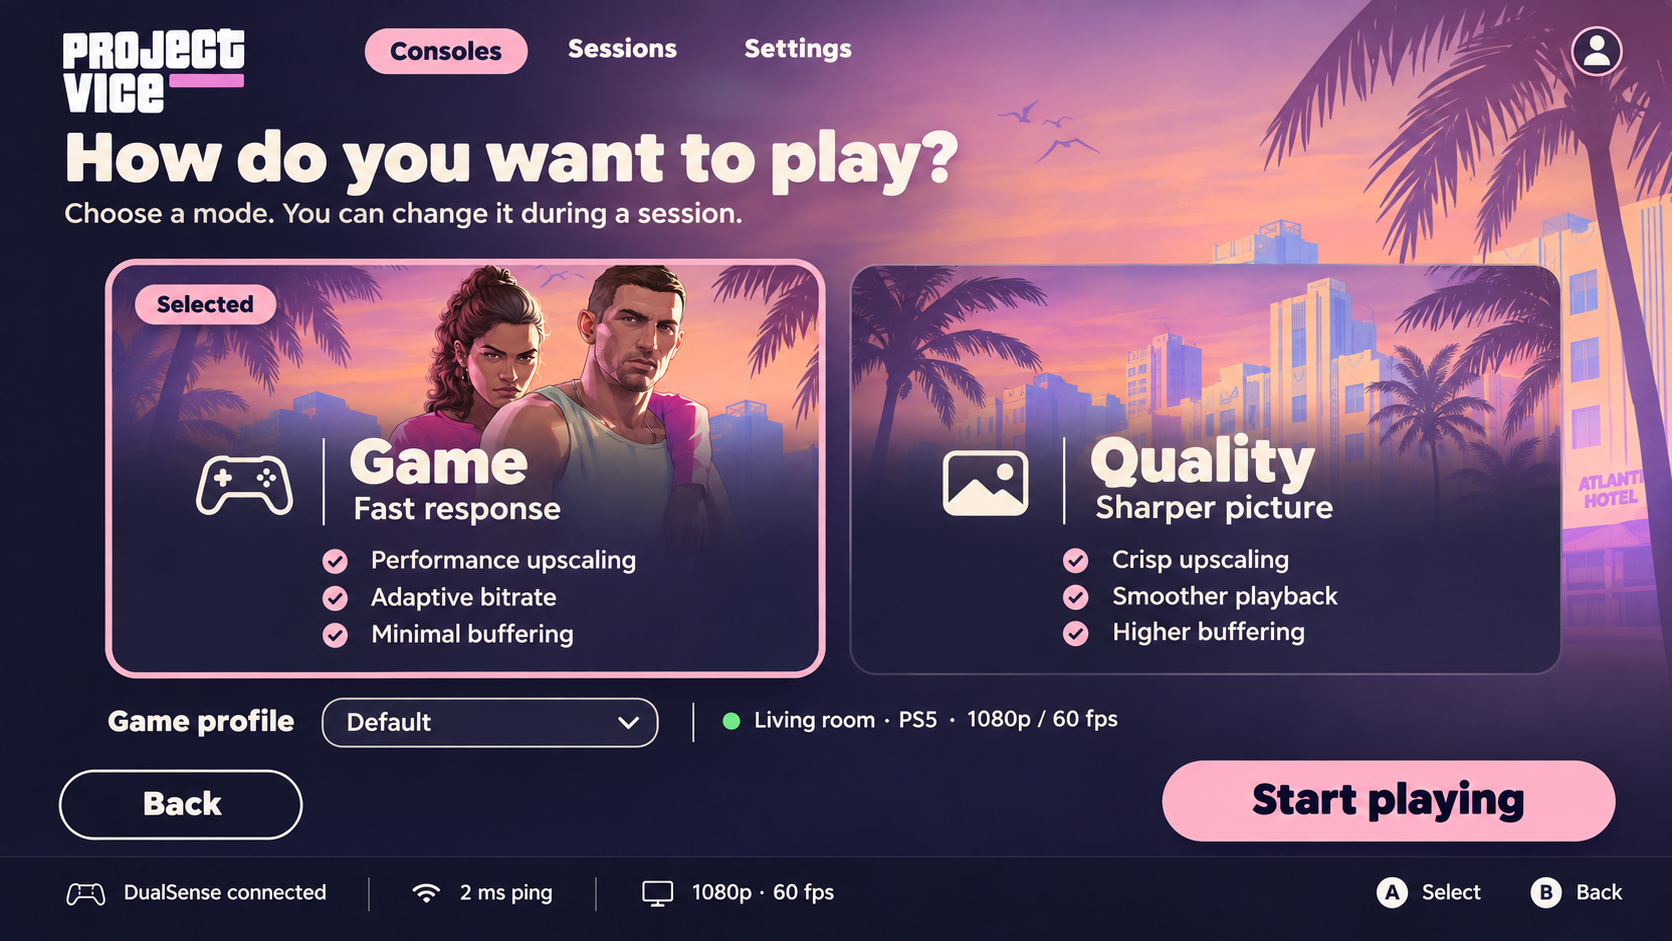 PROJECT
VICE
Consoles
Sessions
Settings
How do you want to play?
Choose a mode. You can change it during a session.
Selected
Game
Fast response
Performance upscaling
Adaptive bitrate
Minimal buffering
Quality
Sharper picture
Crisp upscaling
Smoother playback
Higher buffering
ATLANTI
HOTEL
Game profile
Default
Living room · PS5 · 1080p / 60 fps
Back
Start playing
DualSense connected
2 ms ping
1080p · 60 fps
A Select
B Back